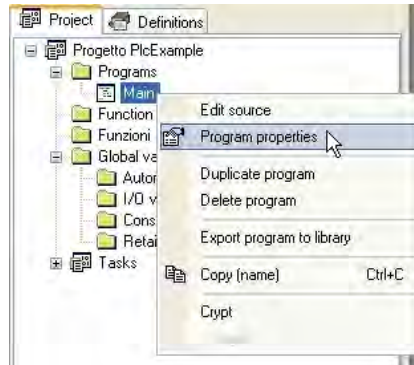 Project
Definitions
Progetto PlcExample
Programs
Main
Function
Funzioni
Global va
Autor
I/O v
Cons
Retai
Tasks
Edit source
Program properties
Duplicate program
Delete program
Export program to library
Copy (name) Ctrl+C
Crypt